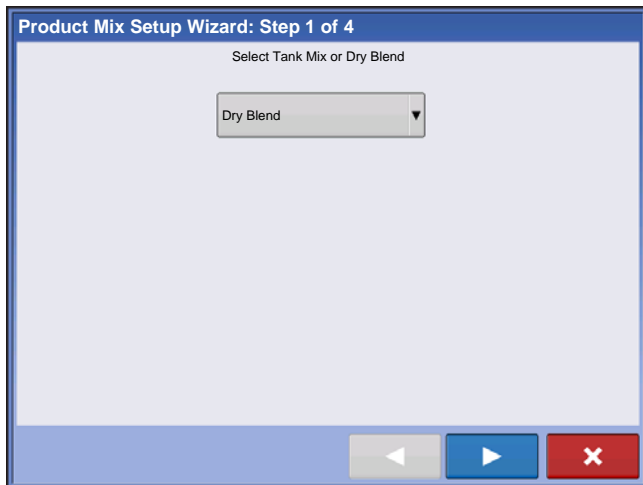 Product Mix Setup Wizard: Step 1 of 4
Select Tank Mix or Dry Blend
Dry Blend